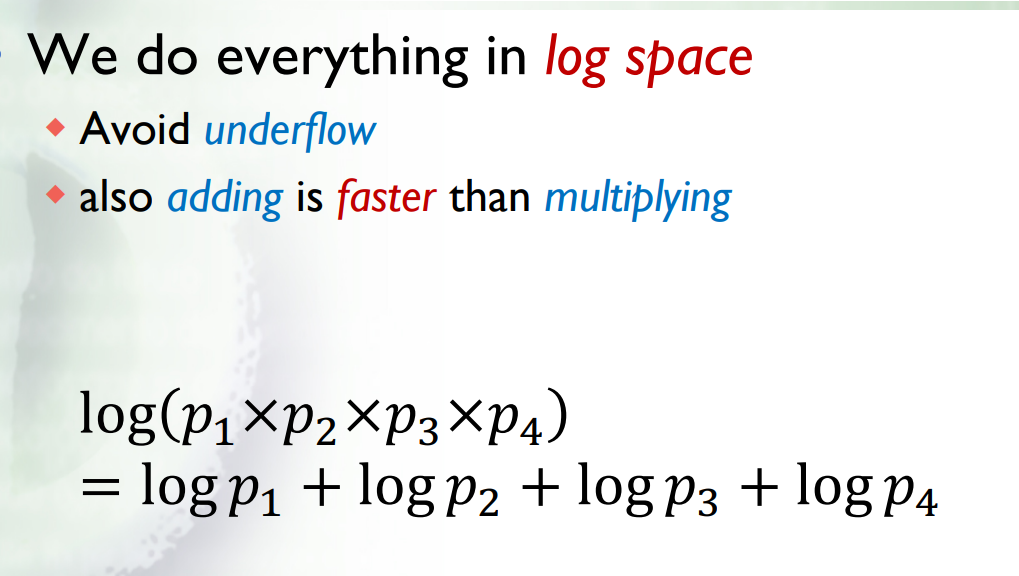 We do everything in log space
Avoid underflow
also adding is faster than multiplying
log(p₁×p₂×p₃×p₄)
= log p₁ + log p₂ + log p₃ + log p₄